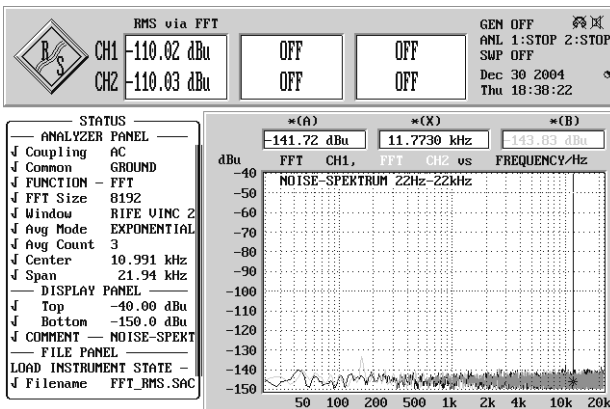 RMS via FFT
R S
CH1 -110.02 dBu OFF OFF
CH2 -110.03 dBu OFF OFF
GEN OFF
ANL 1:STOP 2:STOP
SWP OFF
Dec 30 2004
Thu 18:38:22
STATUS
ANALYZER PANEL
Coupling AC
Common GROUND
FUNCTION - FFT
FFT Size 8192
Window RIFE VINC 2
Avg Mode EXPONENTIAL
Avg Count 3
Center 10.991 kHz
Span 21.94 kHz
DISPLAY PANEL
Top -40.00 dBu
Bottom -150.0 dBu
COMMENT - NOISE-SPEKT
FILE PANEL
LOAD INSTRUMENT STATE -
Filename FFT_RMS.SAC
*(A) *(X) *(B)
-141.72 dBu 11.7730 kHz -143.83 dBu
dBu FFT CH1, FFT CH2 vs FREQUENCY/Hz
NOISE-SPEKTRUM 22Hz-22kHz
-40
-50
-60
-70
-80
-90
-100
-110
-120
-130
-140
-150
50 100 200 500 1k 2k 4k 10k 20k